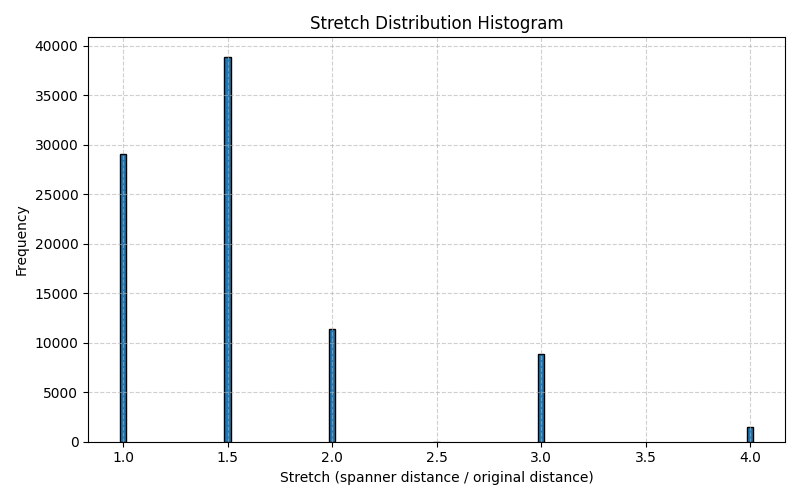 Stretch Distribution Histogram
Frequency
40000
35000
30000
25000
20000
15000
10000
5000
0
1.0 1.5 2.0 2.5 3.0 3.5 4.0
Stretch (spanner distance / original distance)